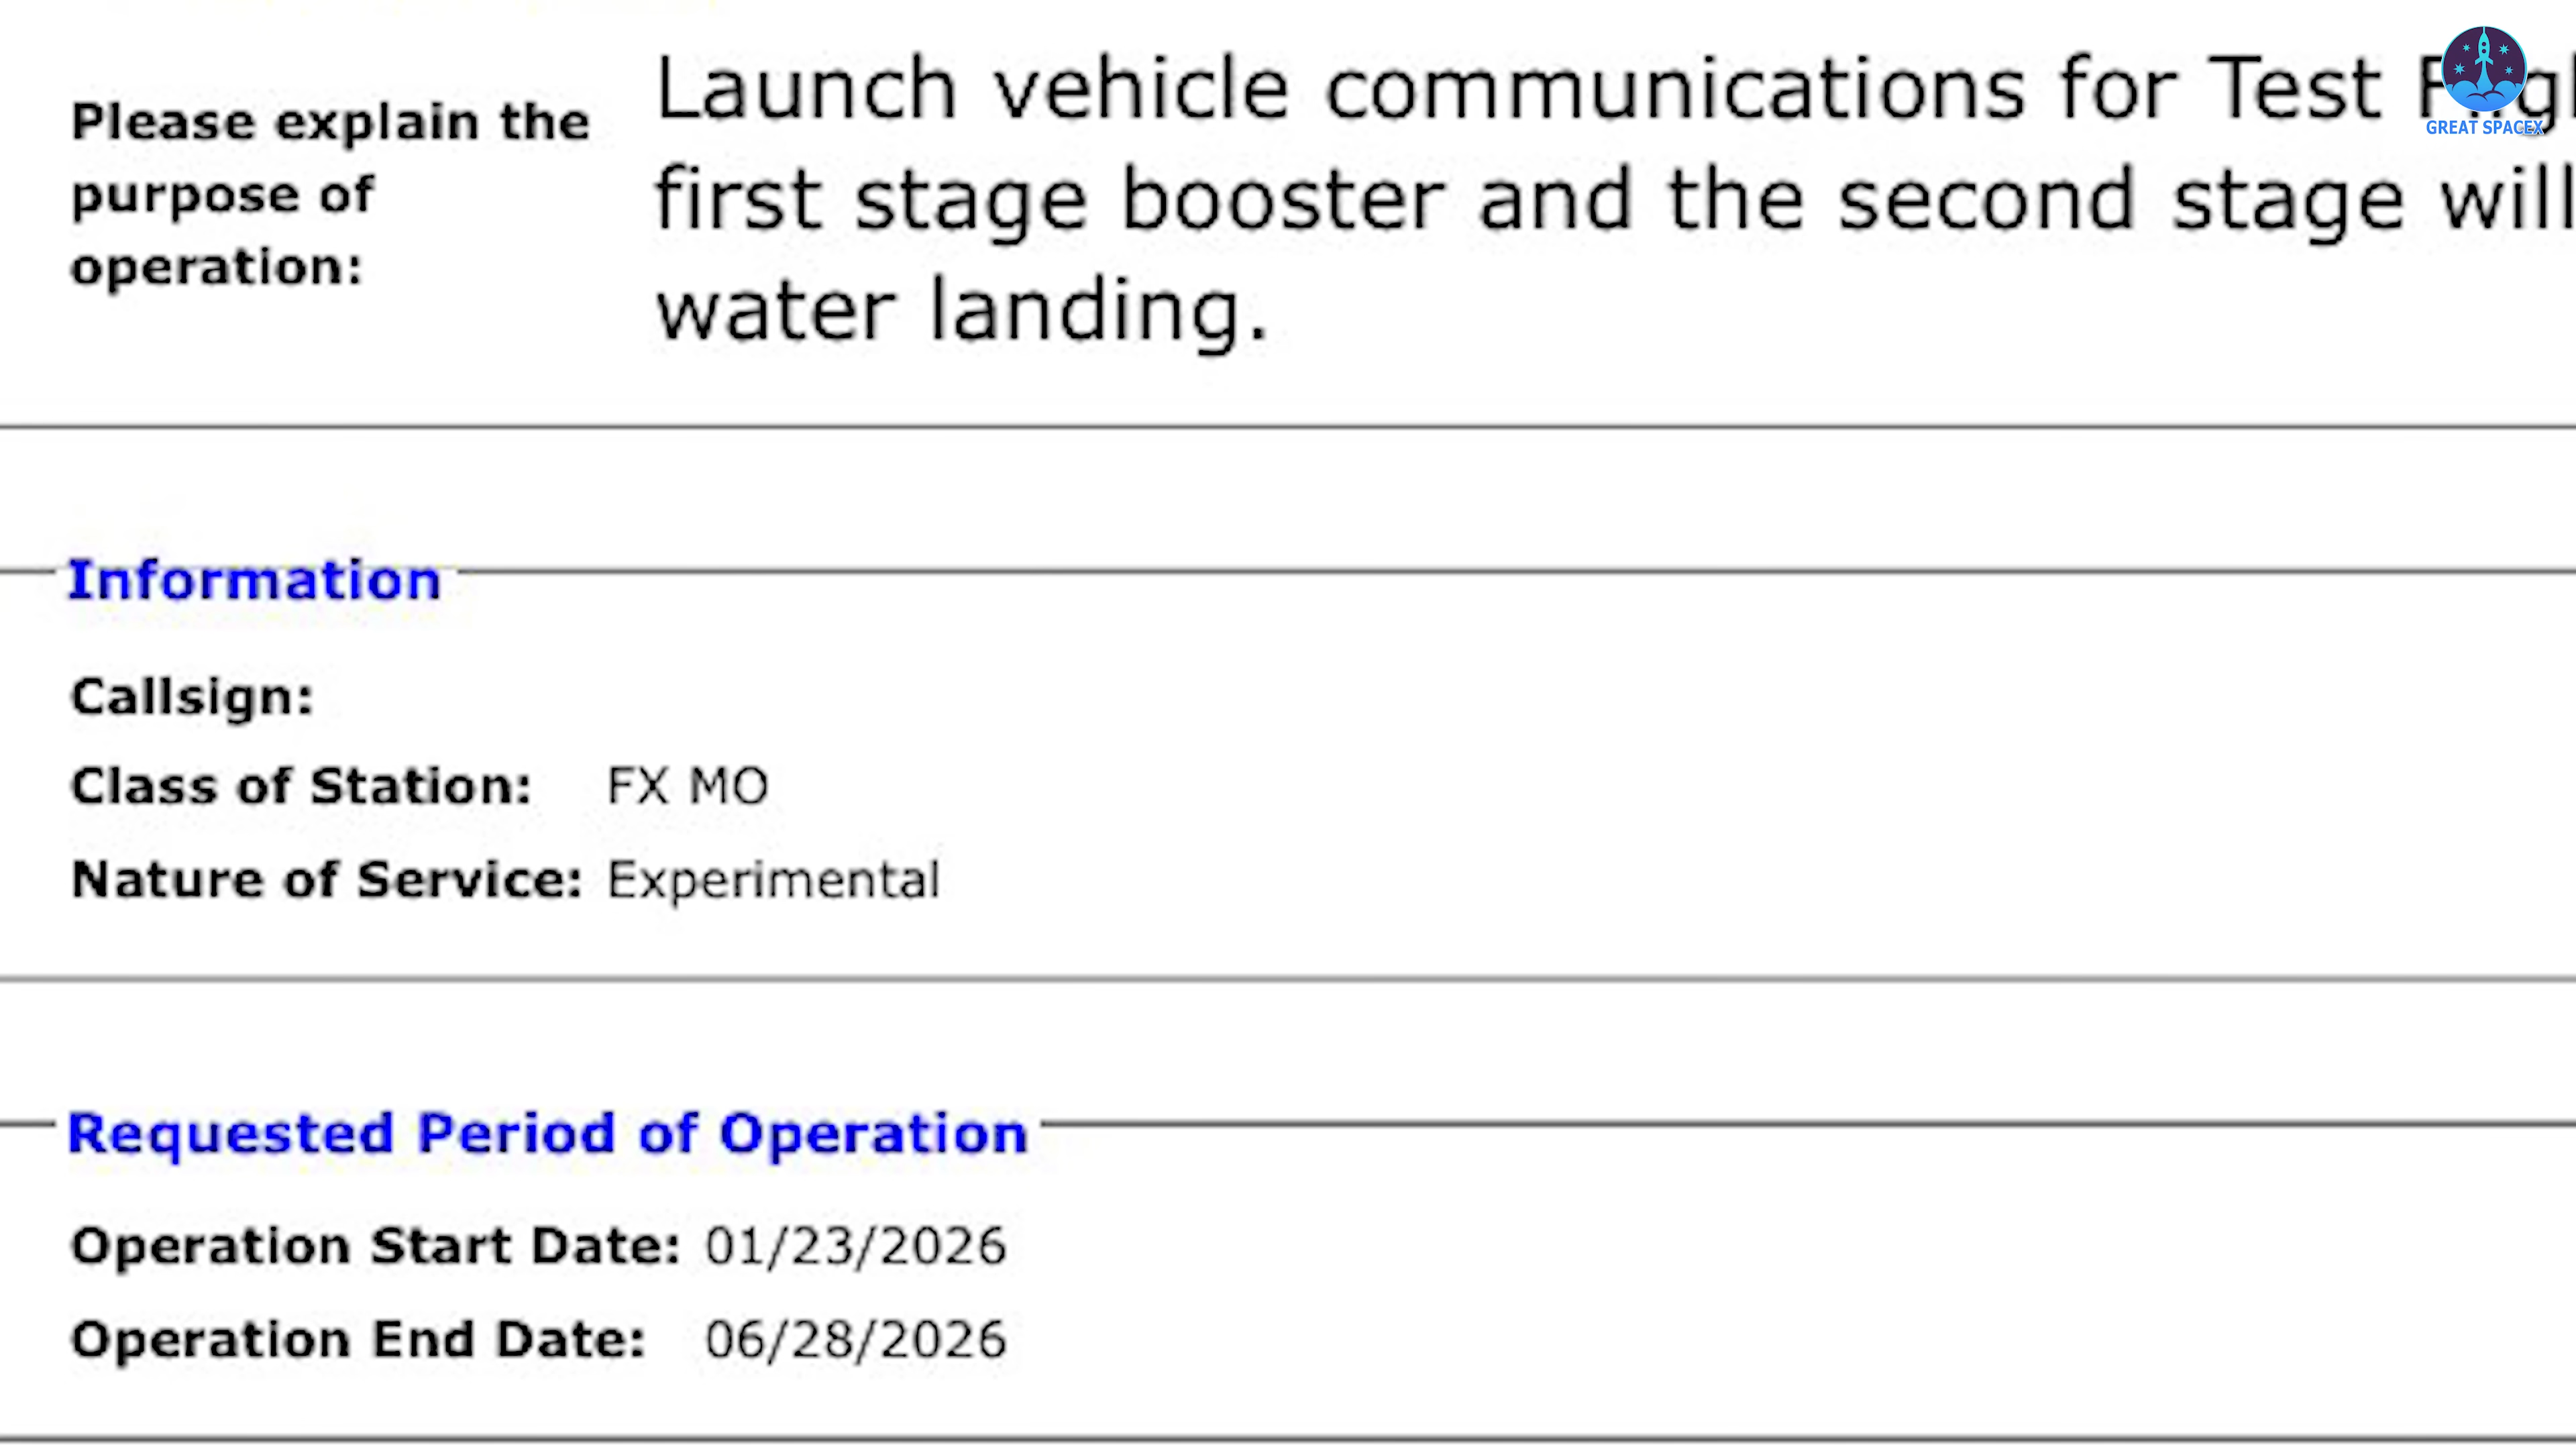 Launch vehicle communications for Test
Please explain the
first stage booster and the second stage will
purpose of
operation:
water landing.
GREAT SPACEX
Information
Callsign:
Class of Station: FX MO
Nature of Service: Experimental
Requested Period of Operation
Operation Start Date: 01/23/2026
Operation End Date: 06/28/2026